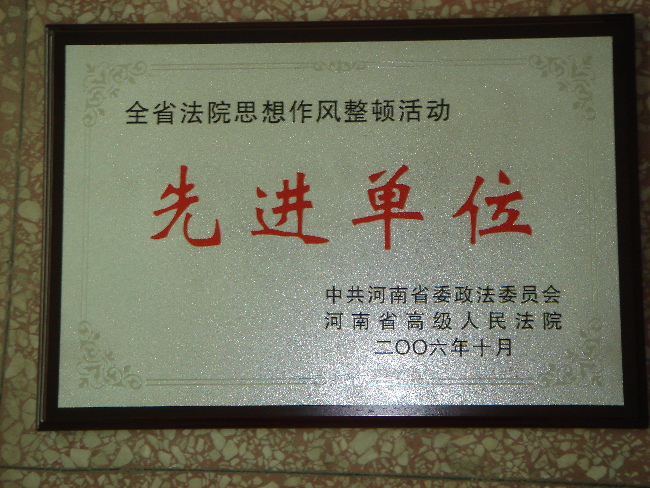 全省法院思想作风整顿活动
先进单位
中共河南省委政法委员会
河南省高级人民法院
二〇〇六年十月